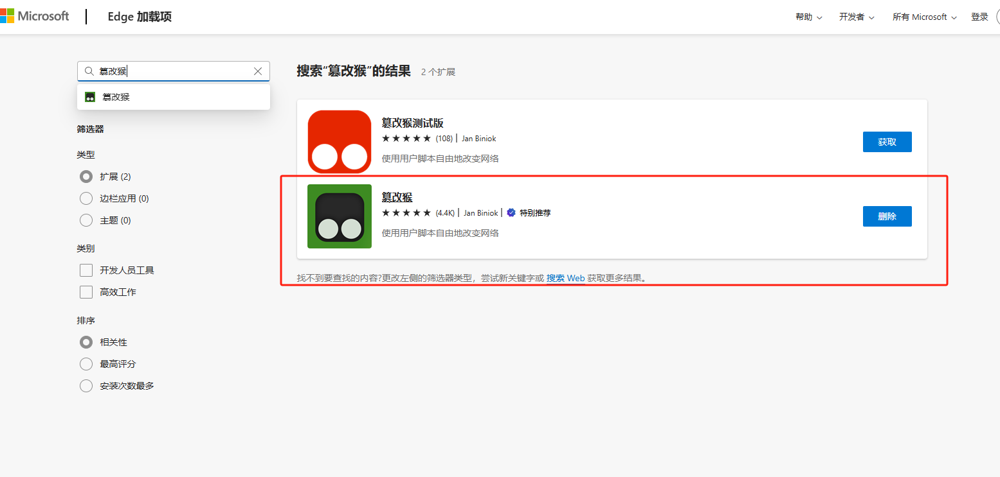 Microsoft
Edge 加载项
帮助
开发者
所有 Microsoft
登录
篡改猴
篡改猴
筛选器
类型
扩展 (2)
边栏应用 (0)
主题 (0)
类别
开发人员工具
高效工作
排序
相关性
最高评分
安装次数最多
搜索“篡改猴”的结果 2 个扩展
篡改猴测试版
★★★★★ (108) | Jan Biniok
使用用户脚本自由地改变网络
获取
篡改猴
★★★★★ (4.4K) | Jan Biniok | 特别推荐
使用用户脚本自由地改变网络
删除
找不到要查找的内容?更改左侧的筛选器类型，尝试新关键字或 搜索 Web 获取更多结果。